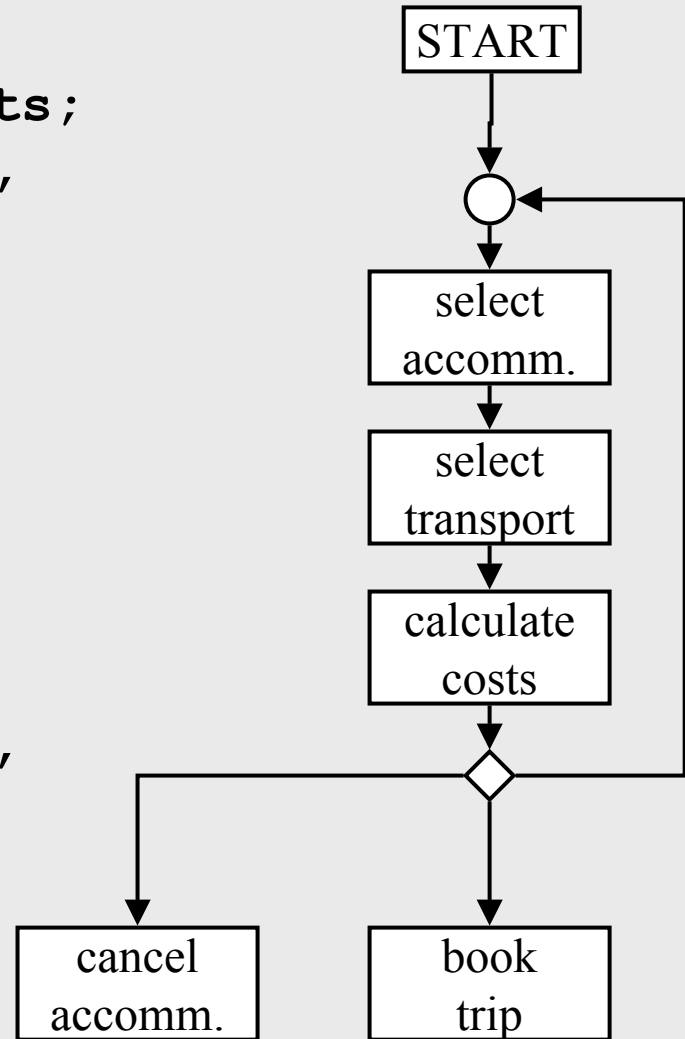 START
ts;
,
select
accomm.
select
transport
calculate
costs
,
cancel
accomm.
book
trip